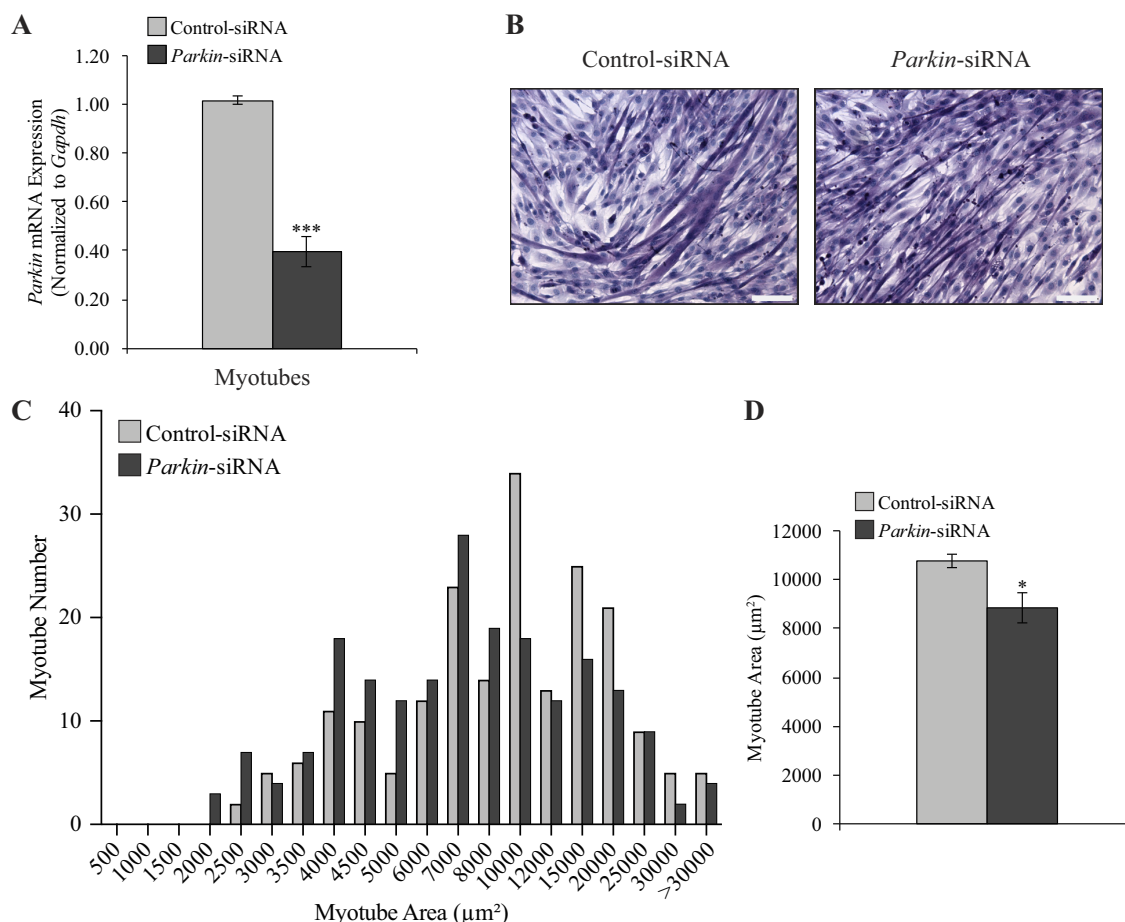 A
Control-siRNA
Parkin-siRNA
1.20
1.00
0.80
0.60
0.40
0.20
0.00
Parkin mRNA Expression
(Normalized to Gapdh)
***
Myotubes
B
Control-siRNA
Parkin-siRNA
C
Control-siRNA
Parkin-siRNA
40
30
20
10
0
Myotube Number
500
1000
1500
2000
2500
3000
3500
4000
4500
5000
6000
7000
8000
10000
12000
15000
20000
25000
30000
>30000
Myotube Area (µm²)
D
Control-siRNA
Parkin-siRNA
12000
10000
8000
6000
4000
2000
0
Myotube Area (µm²)
*